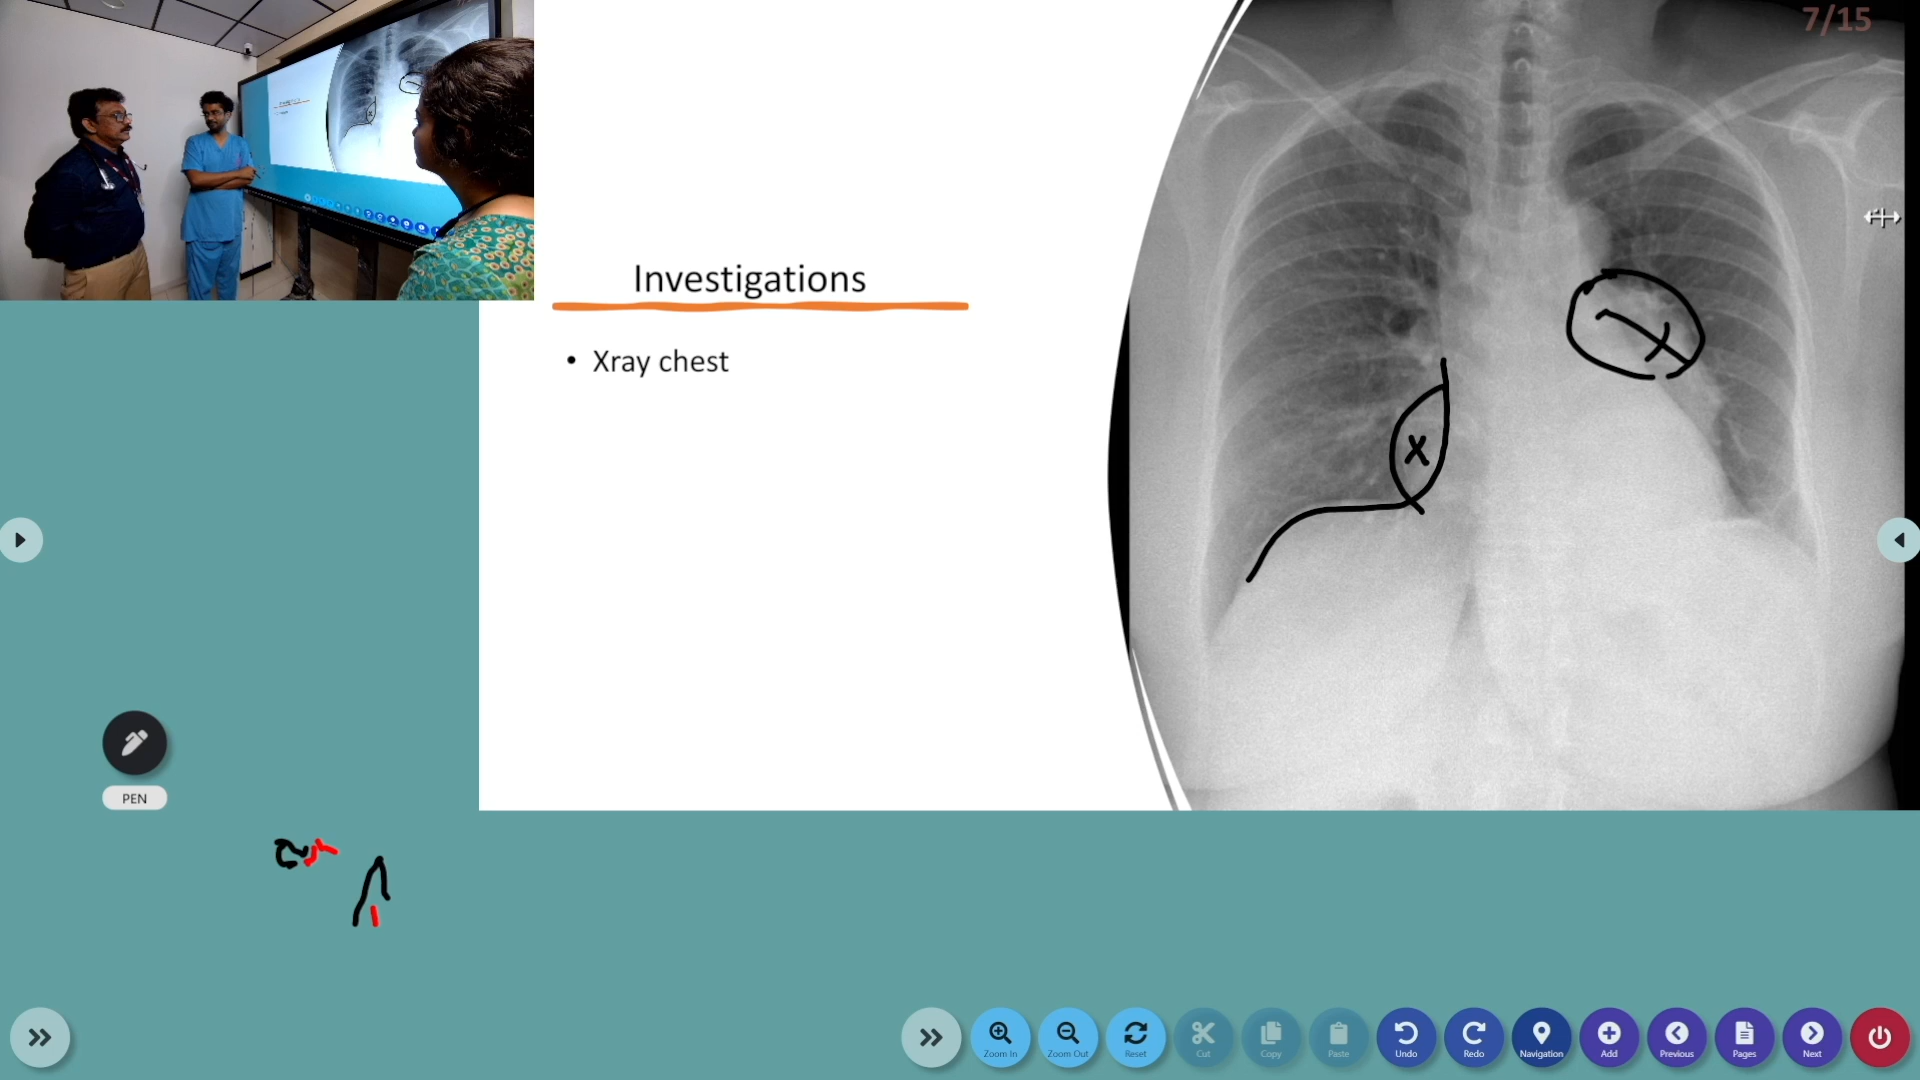 7/15
Investigations
• Xray chest
X
PEN
Zoom In
Zoom Out
Reset
Cut
Copy
Paste
Undo
Redo
Navigation
Add
Previous
Pages
Next